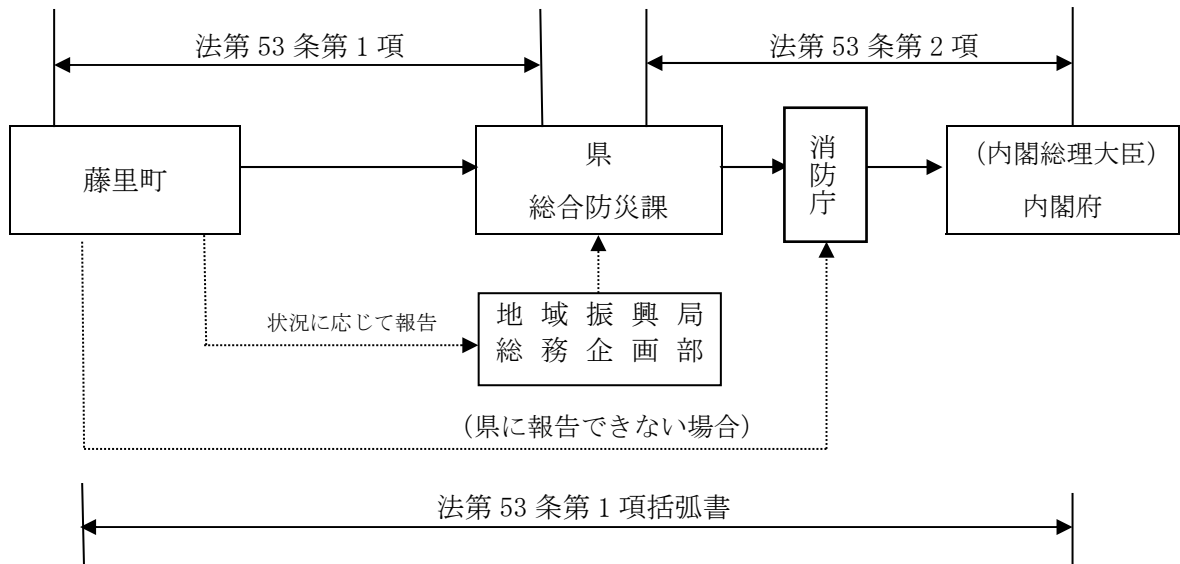 法第 53 条第 1 項
法第 53 条第 2 項
藤里町
県
総合防災課
消防庁
(内閣総理大臣)
内閣府
状況に応じて報告
地域振興局
総務企画部
(県に報告できない場合)
法第 53 条第 1 項括弧書